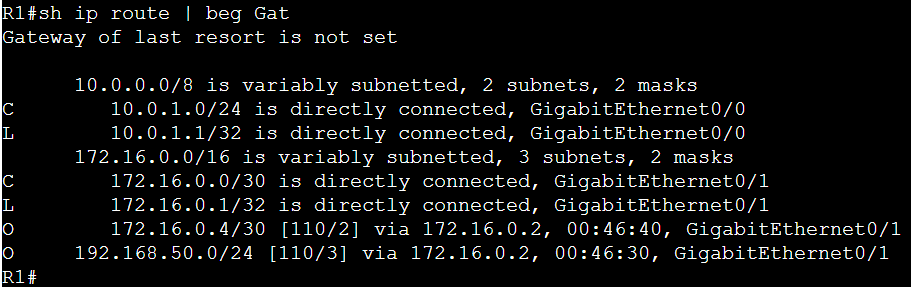 R1#sh ip route | beg Gat
Gateway of last resort is not set
10.0.0.0/8 is variably subnetted, 2 subnets, 2 masks
C 10.0.1.0/24 is directly connected, GigabitEthernet0/0
L 10.0.1.1/32 is directly connected, GigabitEthernet0/0
172.16.0.0/16 is variably subnetted, 3 subnets, 2 masks
C 172.16.0.0/30 is directly connected, GigabitEthernet0/1
L 172.16.0.1/32 is directly connected, GigabitEthernet0/1
O 172.16.0.4/30 [110/2] via 172.16.0.2, 00:46:40, GigabitEthernet0/1
O 192.168.50.0/24 [110/3] via 172.16.0.2, 00:46:30, GigabitEthernet0/1
R1#